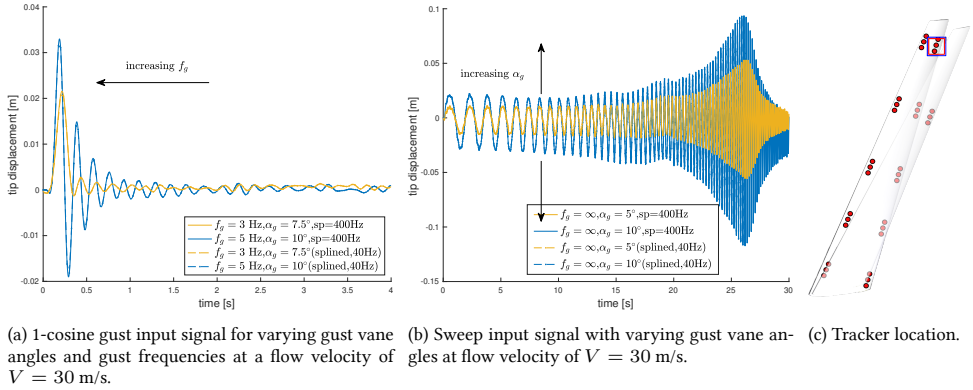 0.04
0.03
0.02
0.01
0
-0.01
-0.02
tip displacement [m]
increasing f_g
f_g = 3 Hz,α_g = 7.5°,sp=400Hz
f_g = 5 Hz,α_g = 10°,sp=400Hz
f_g = 3 Hz,α_g = 7.5°(splined,40Hz)
f_g = 5 Hz,α_g = 10°(splined,40Hz)
0 0.5 1 1.5 2 2.5 3 3.5 4
time [s]
0.1
0.05
0
-0.05
-0.1
-0.15
tip displacement [m]
increasing α_g
f_g = ∞,α_g = 5°,sp=400Hz
f_g = ∞,α_g = 10°,sp=400Hz
f_g = ∞,α_g = 5°(splined,40Hz)
f_g = ∞,α_g = 10°(splined,40Hz)
0 5 10 15 20 25 30
time [s]
(a) 1-cosine gust input signal for varying gust vane
angles and gust frequencies at a flow velocity of
V = 30 m/s.
(b) Sweep input signal with varying gust vane an-
gles at flow velocity of V = 30 m/s.
(c) Tracker location.